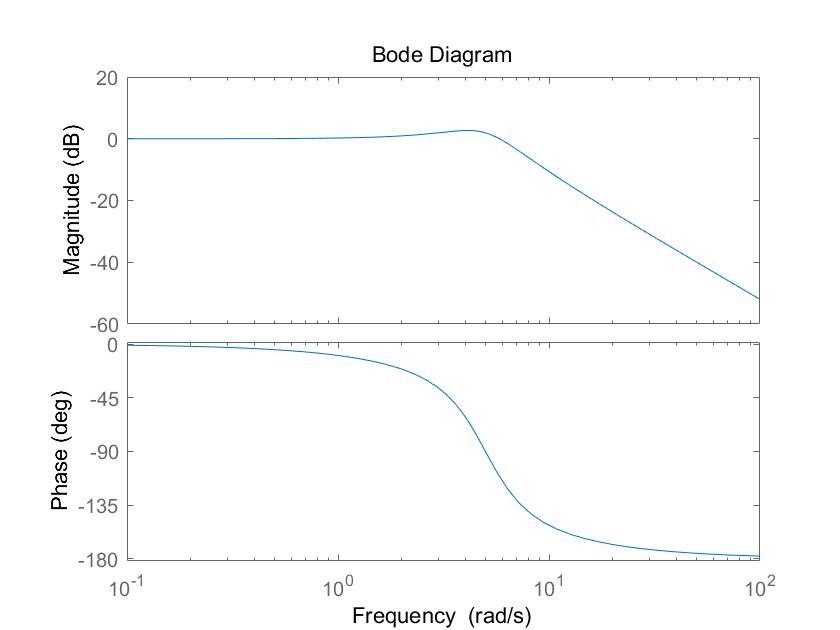 Bode Diagram
Magnitude (dB)
20
0
-20
-40
-60
Phase (deg)
0
-45
-90
-135
-180
10^-1 10^0 10^1 10^2
Frequency (rad/s)